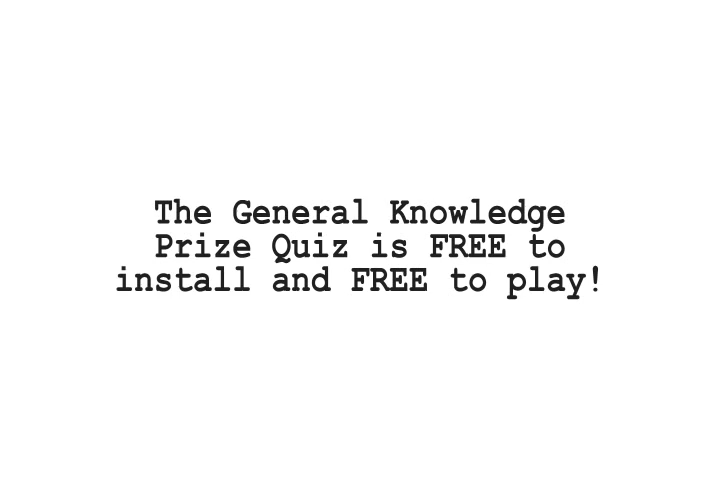 The General Knowledge
Prize Quiz is FREE to
install and FREE to play!